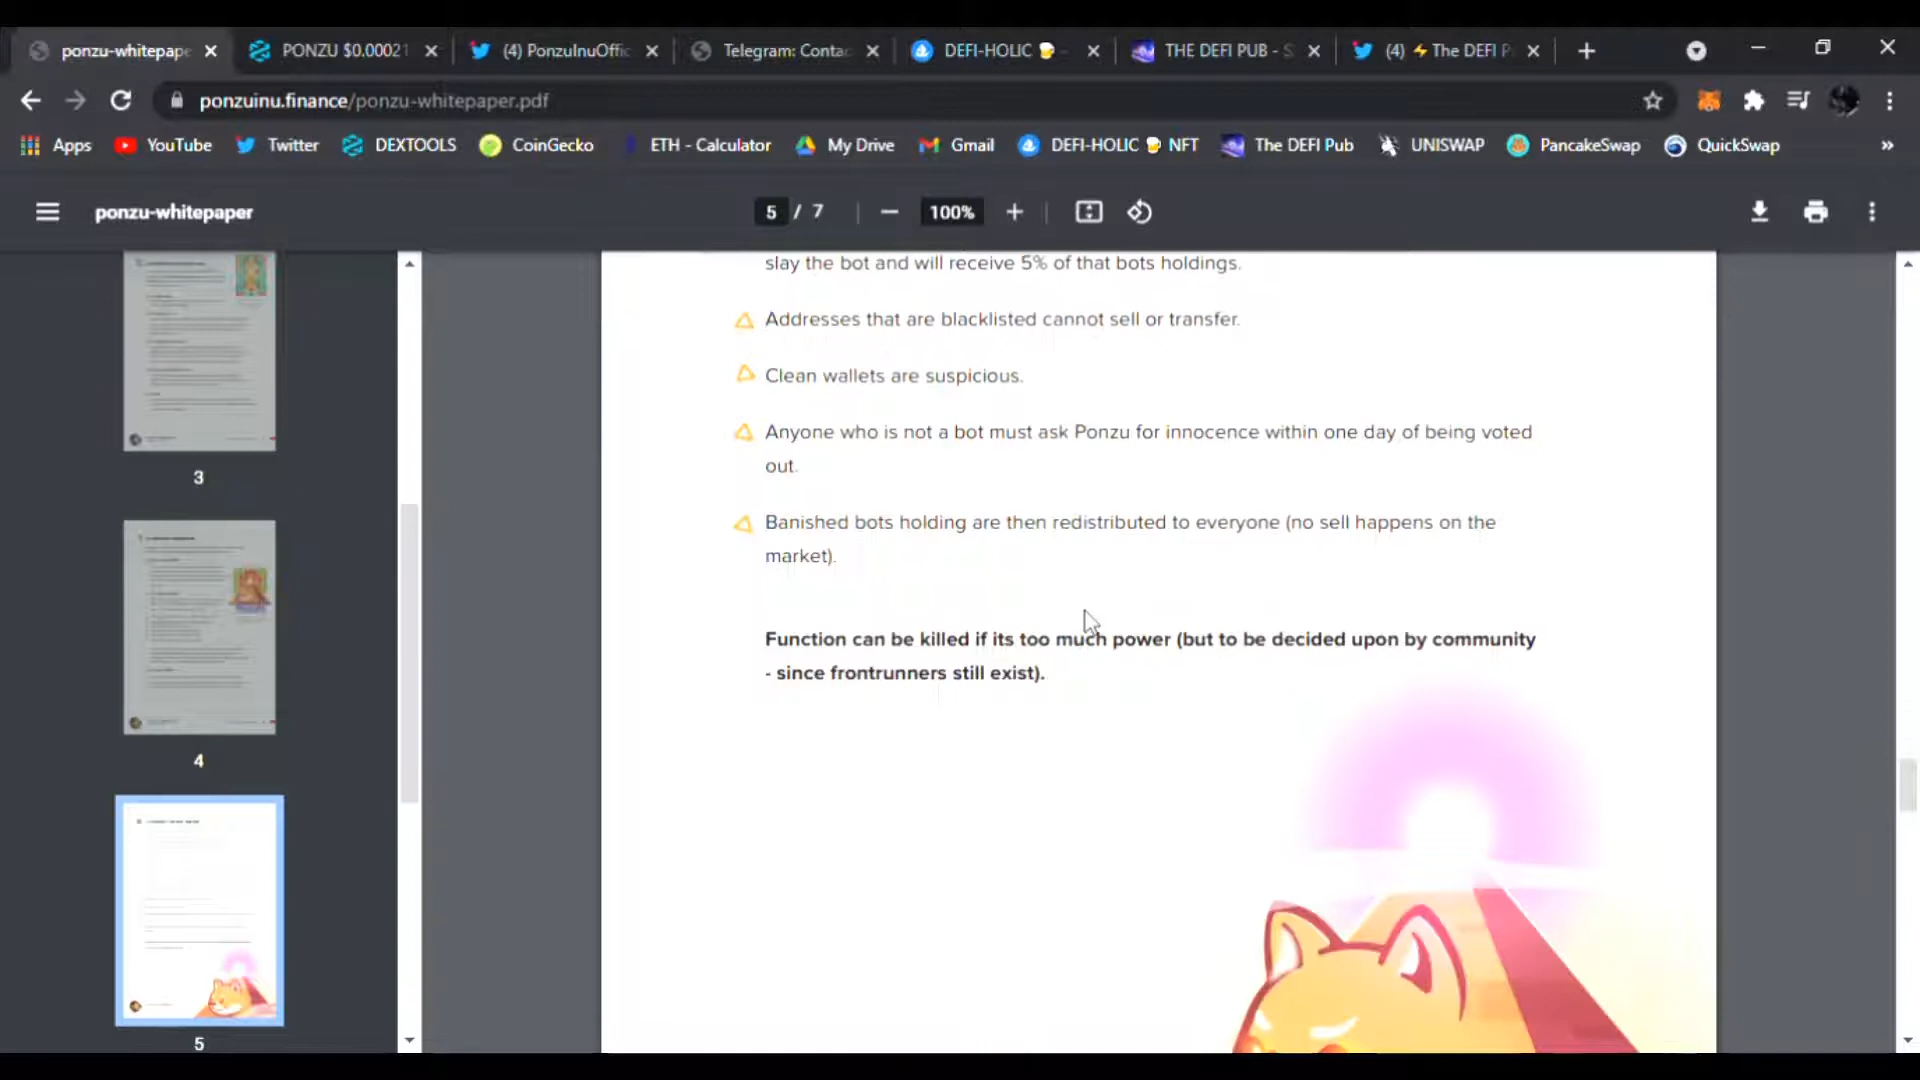 ponzu-whitepape
PONZU $0.00021
(4) PonzuInuOffic
Telegram: Conta
DEFI-HOLIC
THE DEFI PUB - S
(4) ⚡The DEFI P
ponzuinu.finance/ponzu-whitepaper.pdf
Apps
YouTube
Twitter
DEXTOOLS
CoinGecko
ETH - Calculator
My Drive
Gmail
DEFI-HOLIC 🍺 NFT
The DEFI Pub
UNISWAP
PancakeSwap
QuickSwap
»
ponzu-whitepaper
5 / 7
100%
slay the bot and will receive 5% of that bots holdings.
Addresses that are blacklisted cannot sell or transfer.
Clean wallets are suspicious.
Anyone who is not a bot must ask Ponzu for innocence within one day of being voted
out.
Banished bots holding are then redistributed to everyone (no sell happens on the
market).
Function can be killed if its too much power (but to be decided upon by community
- since frontrunners still exist).
3
4
5